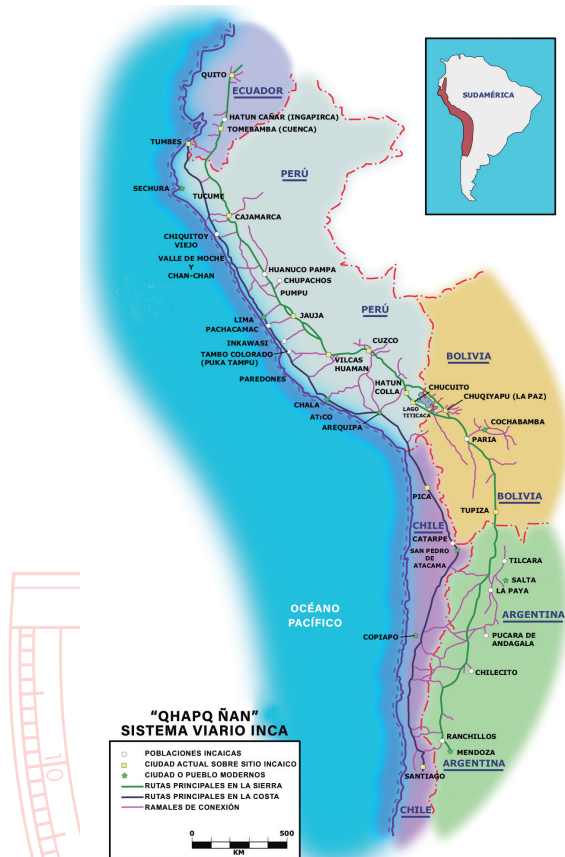 QUITO
ECUADOR
SUDAMÉRICA
HATUN CAÑAR (INGAPIRCA)
TOMEBAMBA (CUENCA)
TUMBES
PERÚ
SECHURA
TUCUME
CAJAMARCA
CHIQUITOY
VIEJO
VALLE DE MOCHE
Y
CHAN-CHAN
HUANUCO PAMPA
CHUPACHOS
PUMPU
PERÚ
LIMA
PACHACAMAC
JAUJA
INKAWASI
CUZCO
TAMBO COLORADO
(PUKA TAMPU)
VILCAS
HUAMAN
BOLIVIA
PAREDONES
HATUN
COLLA
CHUCUITO
CHUQIYAPU (LA PAZ)
CHALA
LAGO
TITICACA
ATICO
AREQUIPA
COCHABAMBA
PARIA
PICA
BOLIVIA
TUPIZA
CHILE
CATARPE
SAN PEDRO
DE
ATACAMA
TILCARA
SALTA
LA PAYA
OCÉANO
PACÍFICO
ARGENTINA
COPIAPO
PUCARA DE
ANDAGALA
CHILECITO
"QHAPQ ÑAN"
SISTEMA VIARIO INCA
RANCHILLOS
MENDOZA
ARGENTINA
SANTIAGO
CHILE
POBLACIONES INCAICAS
CIUDAD ACTUAL SOBRE SITIO INCAICO
CIUDAD O PUEBLO MODERNOS
RUTAS PRINCIPALES EN LA SIERRA
RUTAS PRINCIPALES EN LA COSTA
RAMALES DE CONEXIÓN
0 500
KM